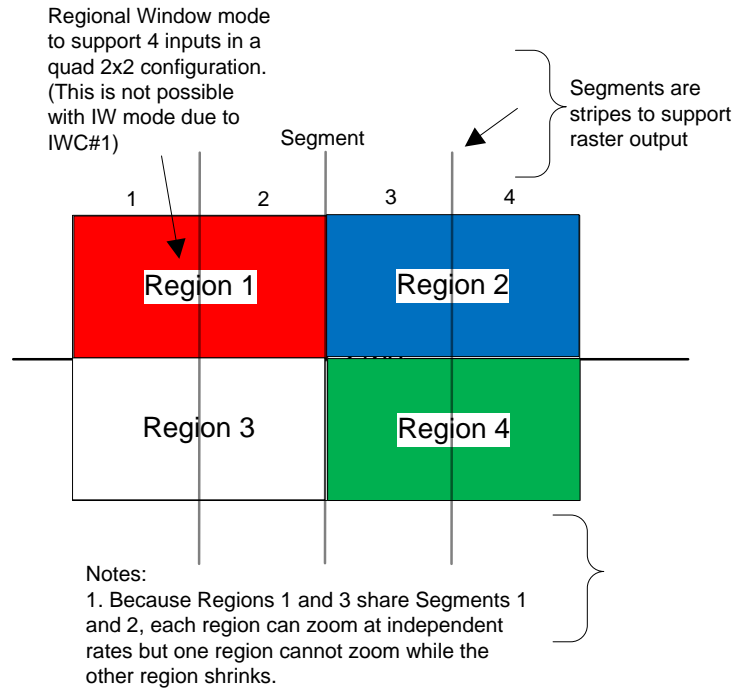 Regional Window mode
to support 4 inputs in a
quad 2x2 configuration.
(This is not possible
with IW mode due to
IWC#1)
Segments are
stripes to support
raster output
Segment
1
2
3
4
Region 1
Region 2
Region 3
Region 4
Notes:
1. Because Regions 1 and 3 share Segments 1
and 2, each region can zoom at independent
rates but one region cannot zoom while the
other region shrinks.